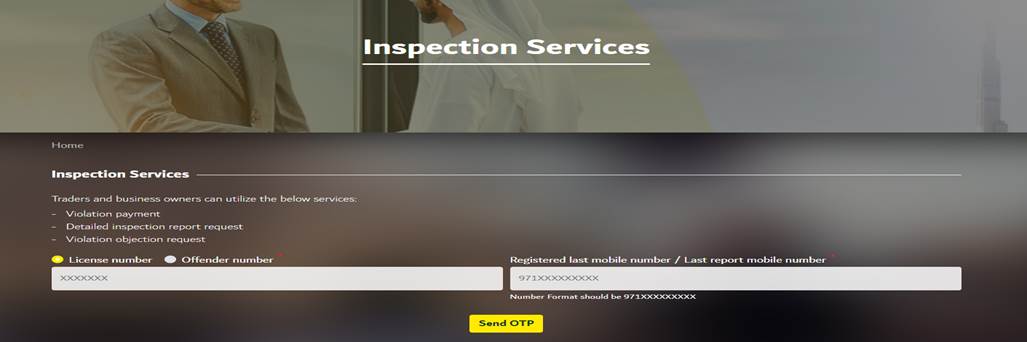 Inspection Services
Home
Inspection Services
Traders and business owners can utilize the below services:
- Violation payment
- Detailed inspection report request
- Violation objection request
License number Offender number * Registered last mobile number / Last report mobile number *
XXXXXXX 971XXXXXXXXX
Number Format should be 971XXXXXXXXX
Send OTP